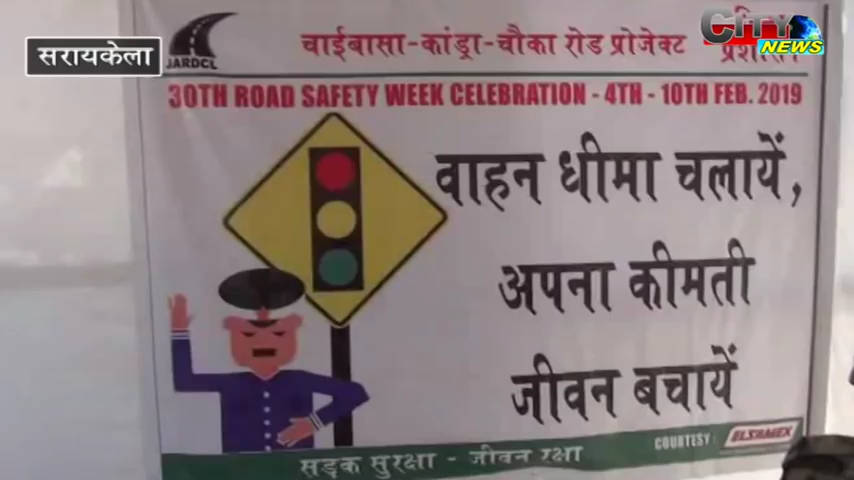 सरायकेला
CITY
NEWS
JARDCL
चाईबासा-कांड्रा-चौका रोड प्रोजेक्ट
30TH ROAD SAFETY WEEK CELEBRATION - 4TH - 10TH FEB. 2019
वाहन धीमा चलायें,
अपना कीमती
जीवन बचायें
COURTESY : ELSAMEX
सड़क सुरक्षा - जीवन रक्षा